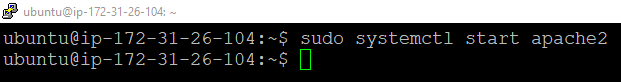 ubuntu@ip-172-31-26-104: ~
ubuntu@ip-172-31-26-104:~$ sudo systemctl start apache2
ubuntu@ip-172-31-26-104:~$